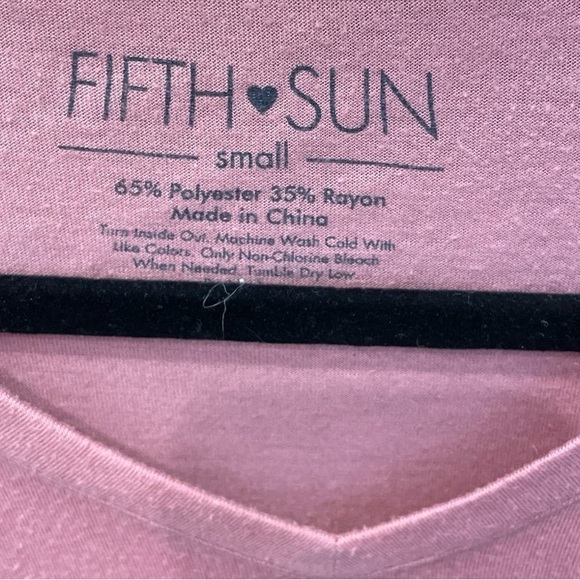 FIFTH♥SUN
small
65% Polyester 35% Rayon
Made in China
Turn Inside Out. Machine Wash Cold With
Like Colors. Only Non-Chlorine Bleach
When Needed. Tumble Dry Low.